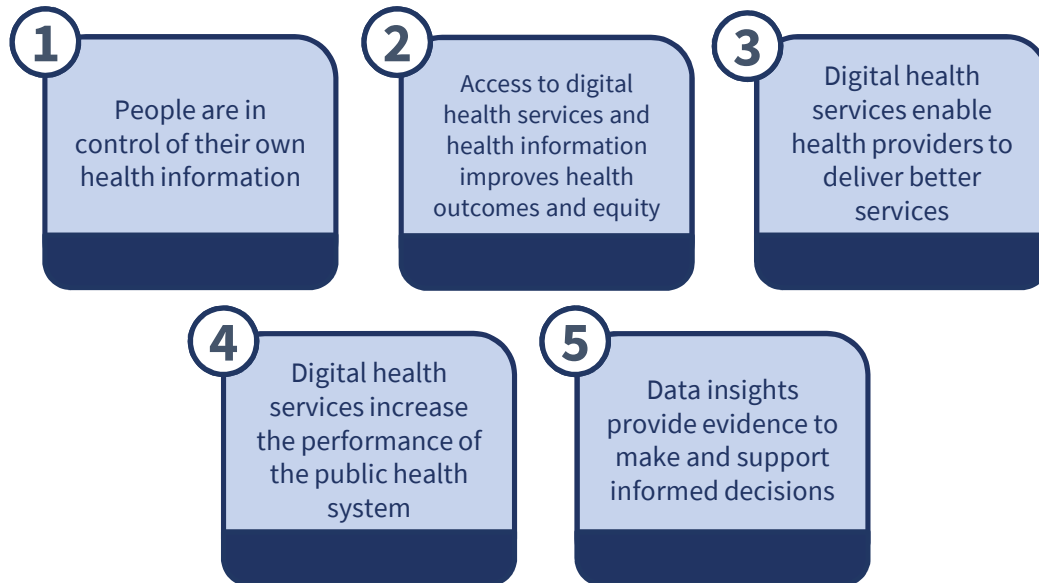 1
People are in
control of their own
health information
2
Access to digital
health services and
health information
improves health
outcomes and equity
3
Digital health
services enable
health providers to
deliver better
services
4
Digital health
services increase
the performance of
the public health
system
5
Data insights
provide evidence to
make and support
informed decisions